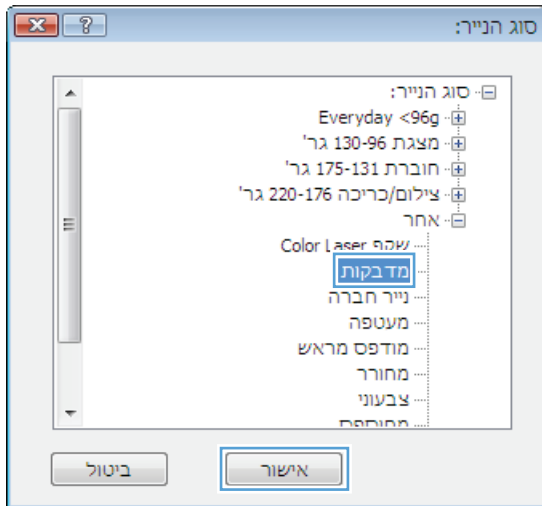 סוג הנייר:
סוג הנייר:
Everyday <96g
מצגת 130-96 גר'
חוברת 175-131 גר'
צילום/כריכה 220-176 גר'
אחר
שקף Color Laser
מדבקות
נייר חברה
מעטפה
מודפס מראש
מחורר
צבעוני
מחוספס
אישור
ביטול